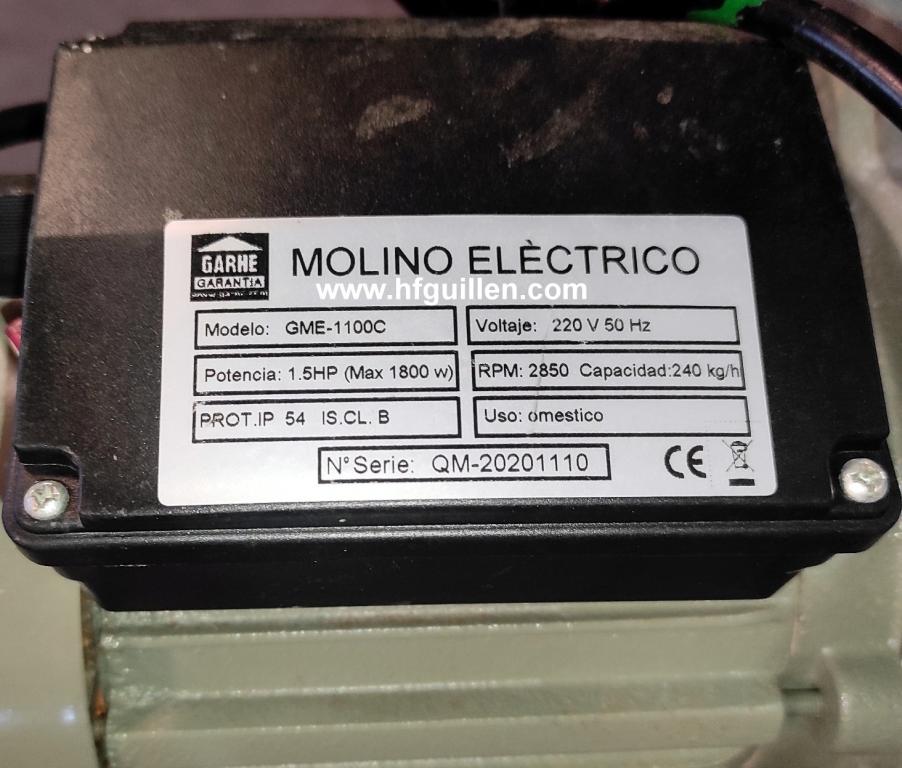 GARHE
GARANTIA
MOLINO ELÈCTRICO
www.hfguillen.com
Modelo: GME-1100C
Voltaje: 220 V 50 Hz
Potencia: 1.5HP (Max 1800 w)
RPM: 2850 Capacidad:240 kg/h
PROT.IP 54 IS.CL. B
Uso: omestico
N° Serie: QM-20201110
CE